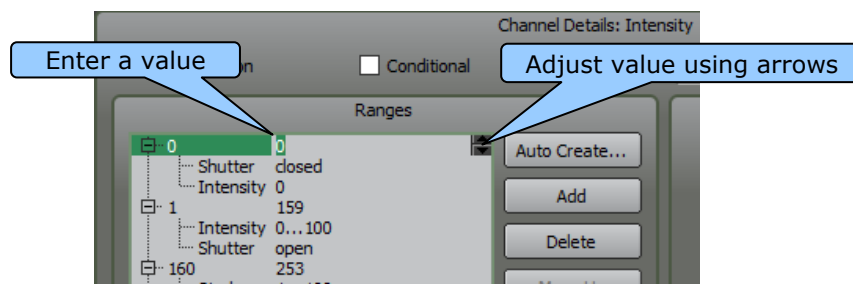 Channel Details: Intensity
Enter a value
Conditional
Adjust value using arrows
Ranges
0 0
Auto Create...
Shutter closed
Intensity 0
Add
1 159
Intensity 0...100
Delete
Shutter open
160 253